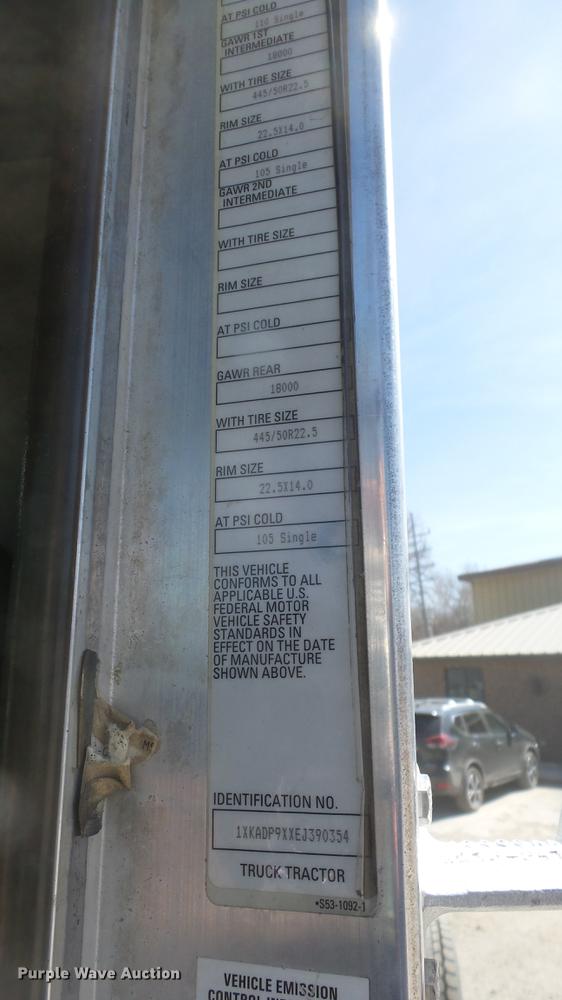 AT PSI COLD
110 Single
GAWR 1ST
INTERMEDIATE
18000
WITH TIRE SIZE
445/50R22.5
RIM SIZE
22.5X14.0
AT PSI COLD
105 Single
GAWR 2ND
INTERMEDIATE
WITH TIRE SIZE
RIM SIZE
AT PSI COLD
GAWR REAR
18000
WITH TIRE SIZE
445/50R22.5
RIM SIZE
22.5X14.0
AT PSI COLD
105 Single
THIS VEHICLE
CONFORMS TO ALL
APPLICABLE U.S.
FEDERAL MOTOR
VEHICLE SAFETY
STANDARDS IN
EFFECT ON THE DATE
OF MANUFACTURE
SHOWN ABOVE.
IDENTIFICATION NO.
1XKADP9XXEJ390354
TRUCK TRACTOR
*S53-1092-1
VEHICLE EMISSION
Purple Wave Auction